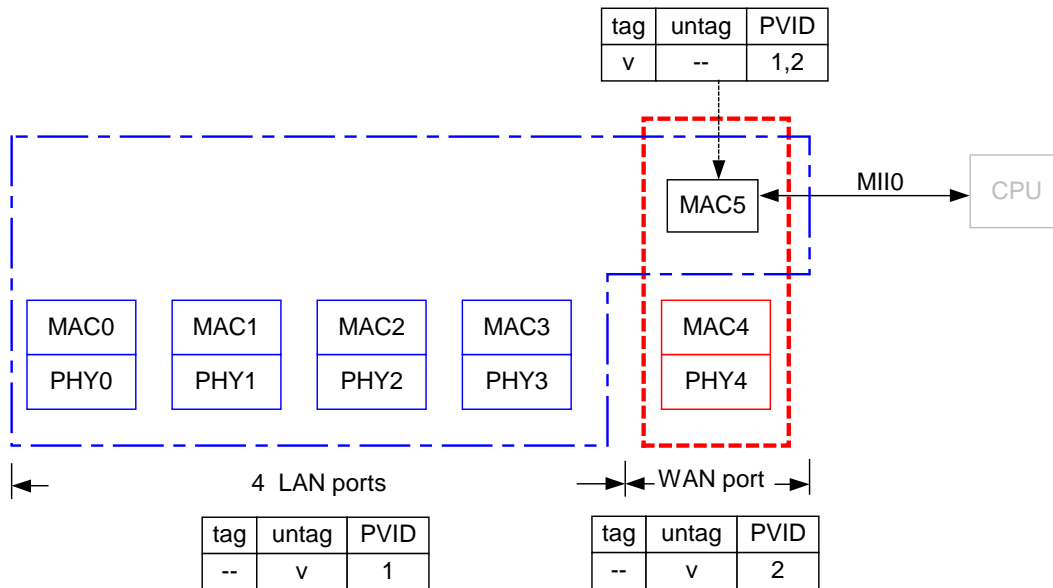 tag untag PVID
v -- 1,2
MII0
CPU
MAC5
MAC0 MAC1 MAC2 MAC3 MAC4
PHY0 PHY1 PHY2 PHY3 PHY4
4 LAN ports WAN port
tag untag PVID tag untag PVID
-- v 1 -- v 2